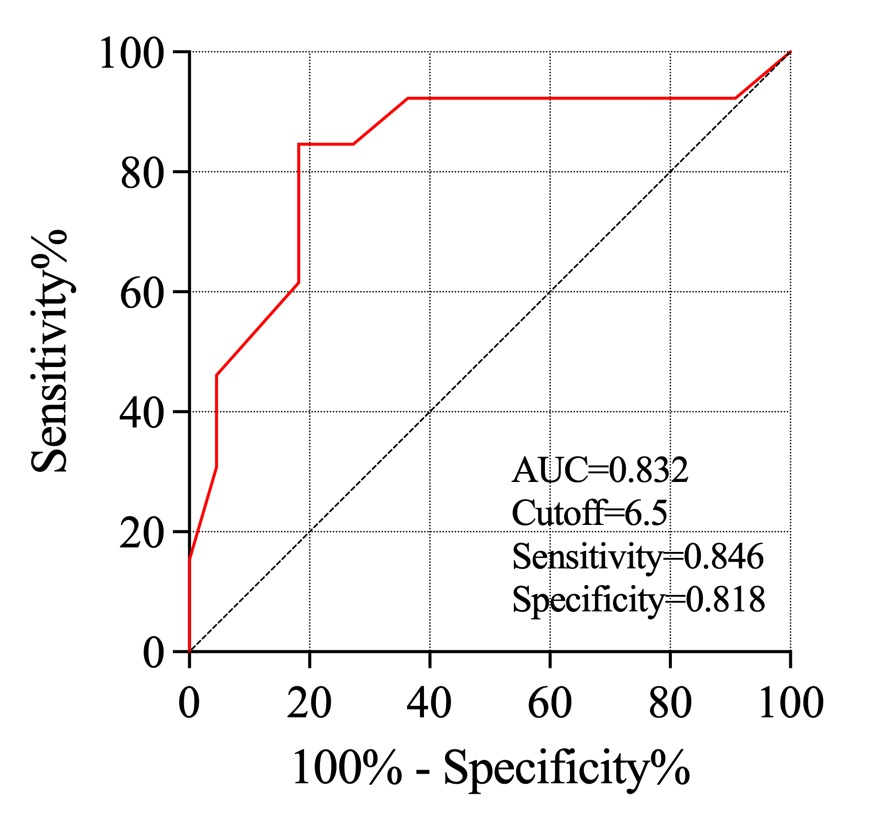 100
80
60
40
20
0
Sensitivity%
AUC=0.832
Cutoff=6.5
Sensitivity=0.846
Specificity=0.818
0 20 40 60 80 100
100% - Specificity%